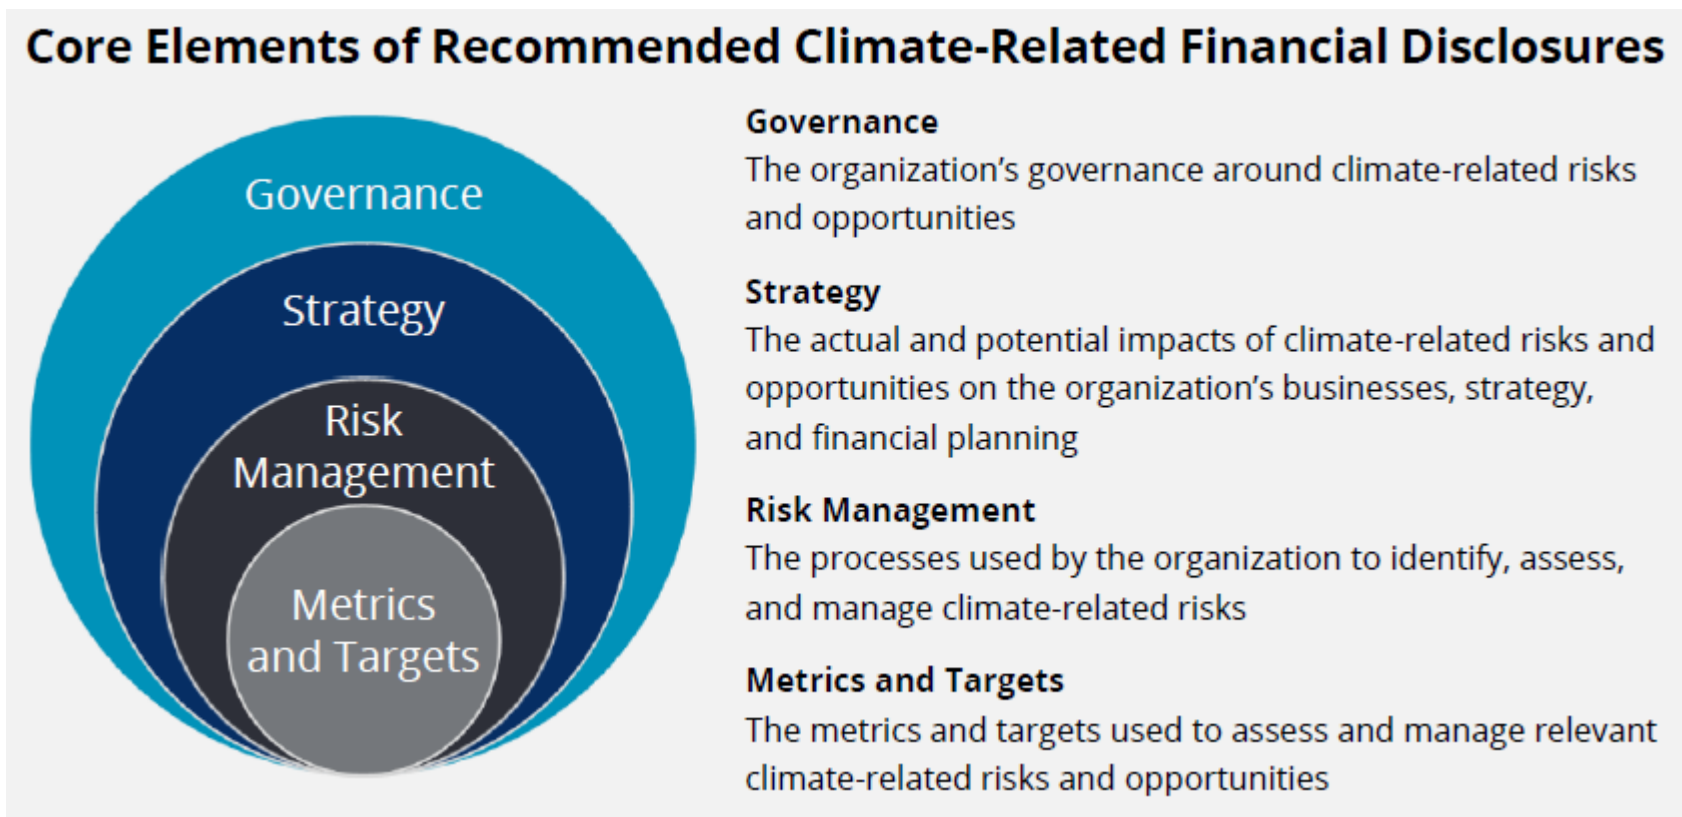 Core Elements of Recommended Climate-Related Financial Disclosures
Governance
Strategy
Risk
Management
Metrics
and Targets
Governance
The organization’s governance around climate-related risks
and opportunities
Strategy
The actual and potential impacts of climate-related risks and
opportunities on the organization’s businesses, strategy,
and financial planning
Risk Management
The processes used by the organization to identify, assess,
and manage climate-related risks
Metrics and Targets
The metrics and targets used to assess and manage relevant
climate-related risks and opportunities